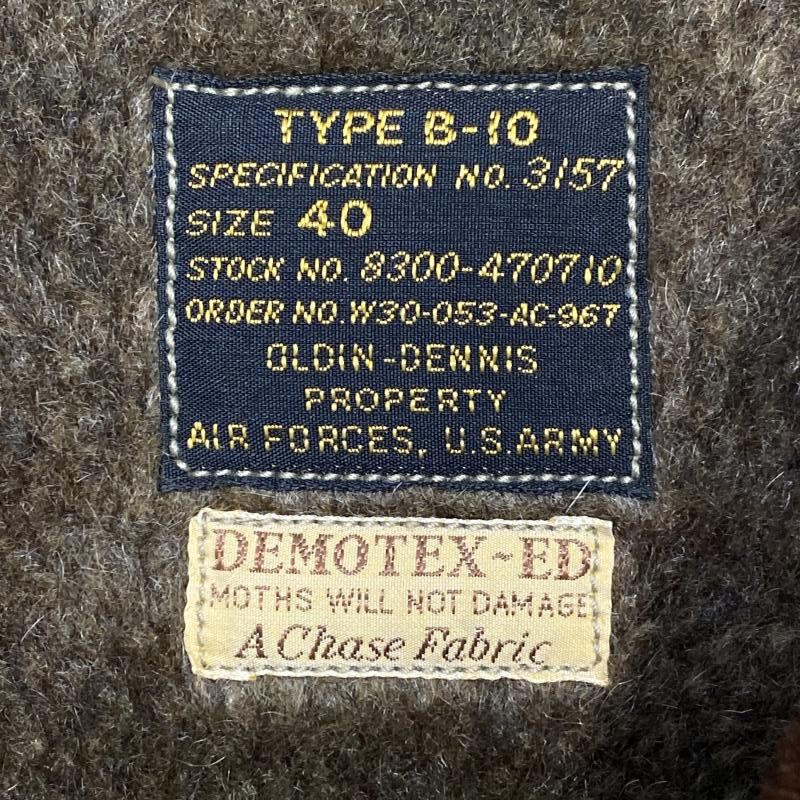 TYPE B-10
SPECIFICATION NO. 3157
SIZE 40
STOCK NO. 8300-470710
ORDER NO. W30-053-AC-967
OLDIN-DENNIS
PROPERTY
AIR FORCES, U.S. ARMY
DEMOTEX-ED
MOTHS WILL NOT DAMAGE
A Chase Fabric